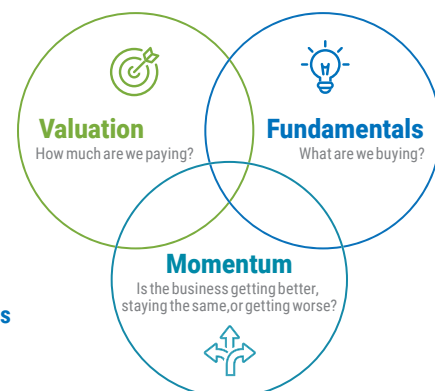 Valuation
How much are we paying?
Fundamentals
What are we buying?
Momentum
Is the business getting better,
staying the same, or getting worse?
s